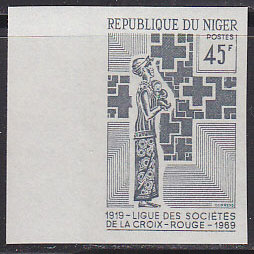 REPUBLIQUE DU NIGER
POSTES
45F
1919 - LIGUE DES SOCIÉTÉS
DE LA CROIX - ROUGE - 1969